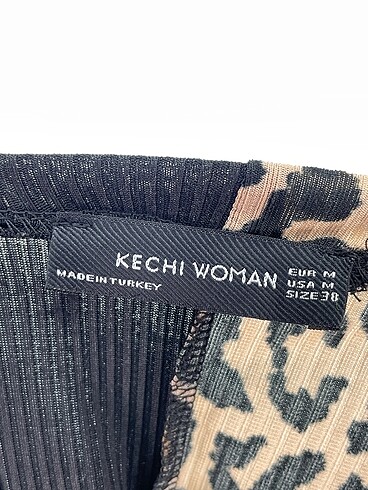 KECHI WOMAN
MADE IN TURKEY
EUR M
USA M
SIZE 38